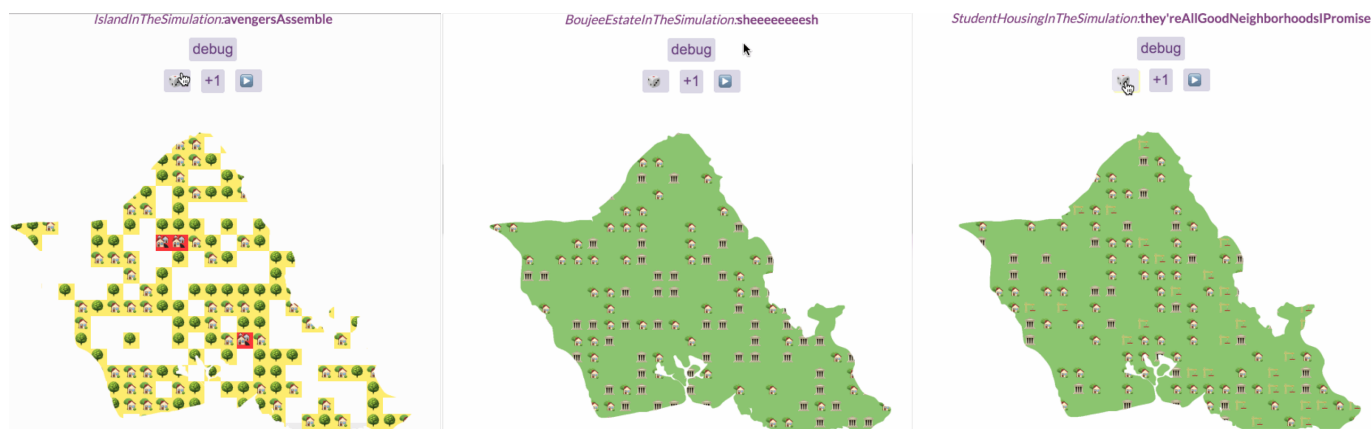 IslandInTheSimulation:avengersAssemble
debug
+1
BoujeeEstateInTheSimulation:sheeeeeeeesh
debug
+1
StudentHousingInTheSimulation:they'reAllGoodNeighborhoodsIPromise
debug
+1